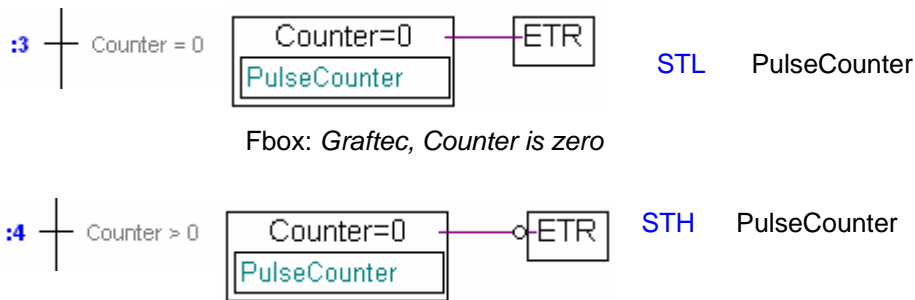 :3 Counter = 0 Counter=0 ETR STL PulseCounter
PulseCounter
Fbox: Graftec, Counter is zero
:4 Counter > 0 Counter=0 ETR STH PulseCounter
PulseCounter